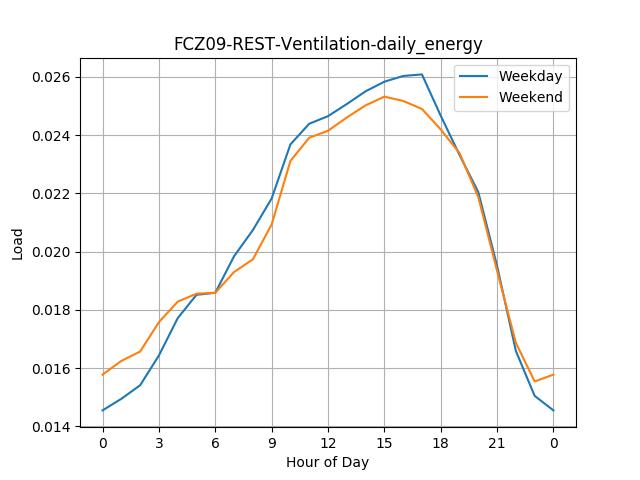 FCZ09-REST-Ventilation-daily_energy
Weekday
Weekend
Load
0.026
0.024
0.022
0.020
0.018
0.016
0.014
0 3 6 9 12 15 18 21 0
Hour of Day